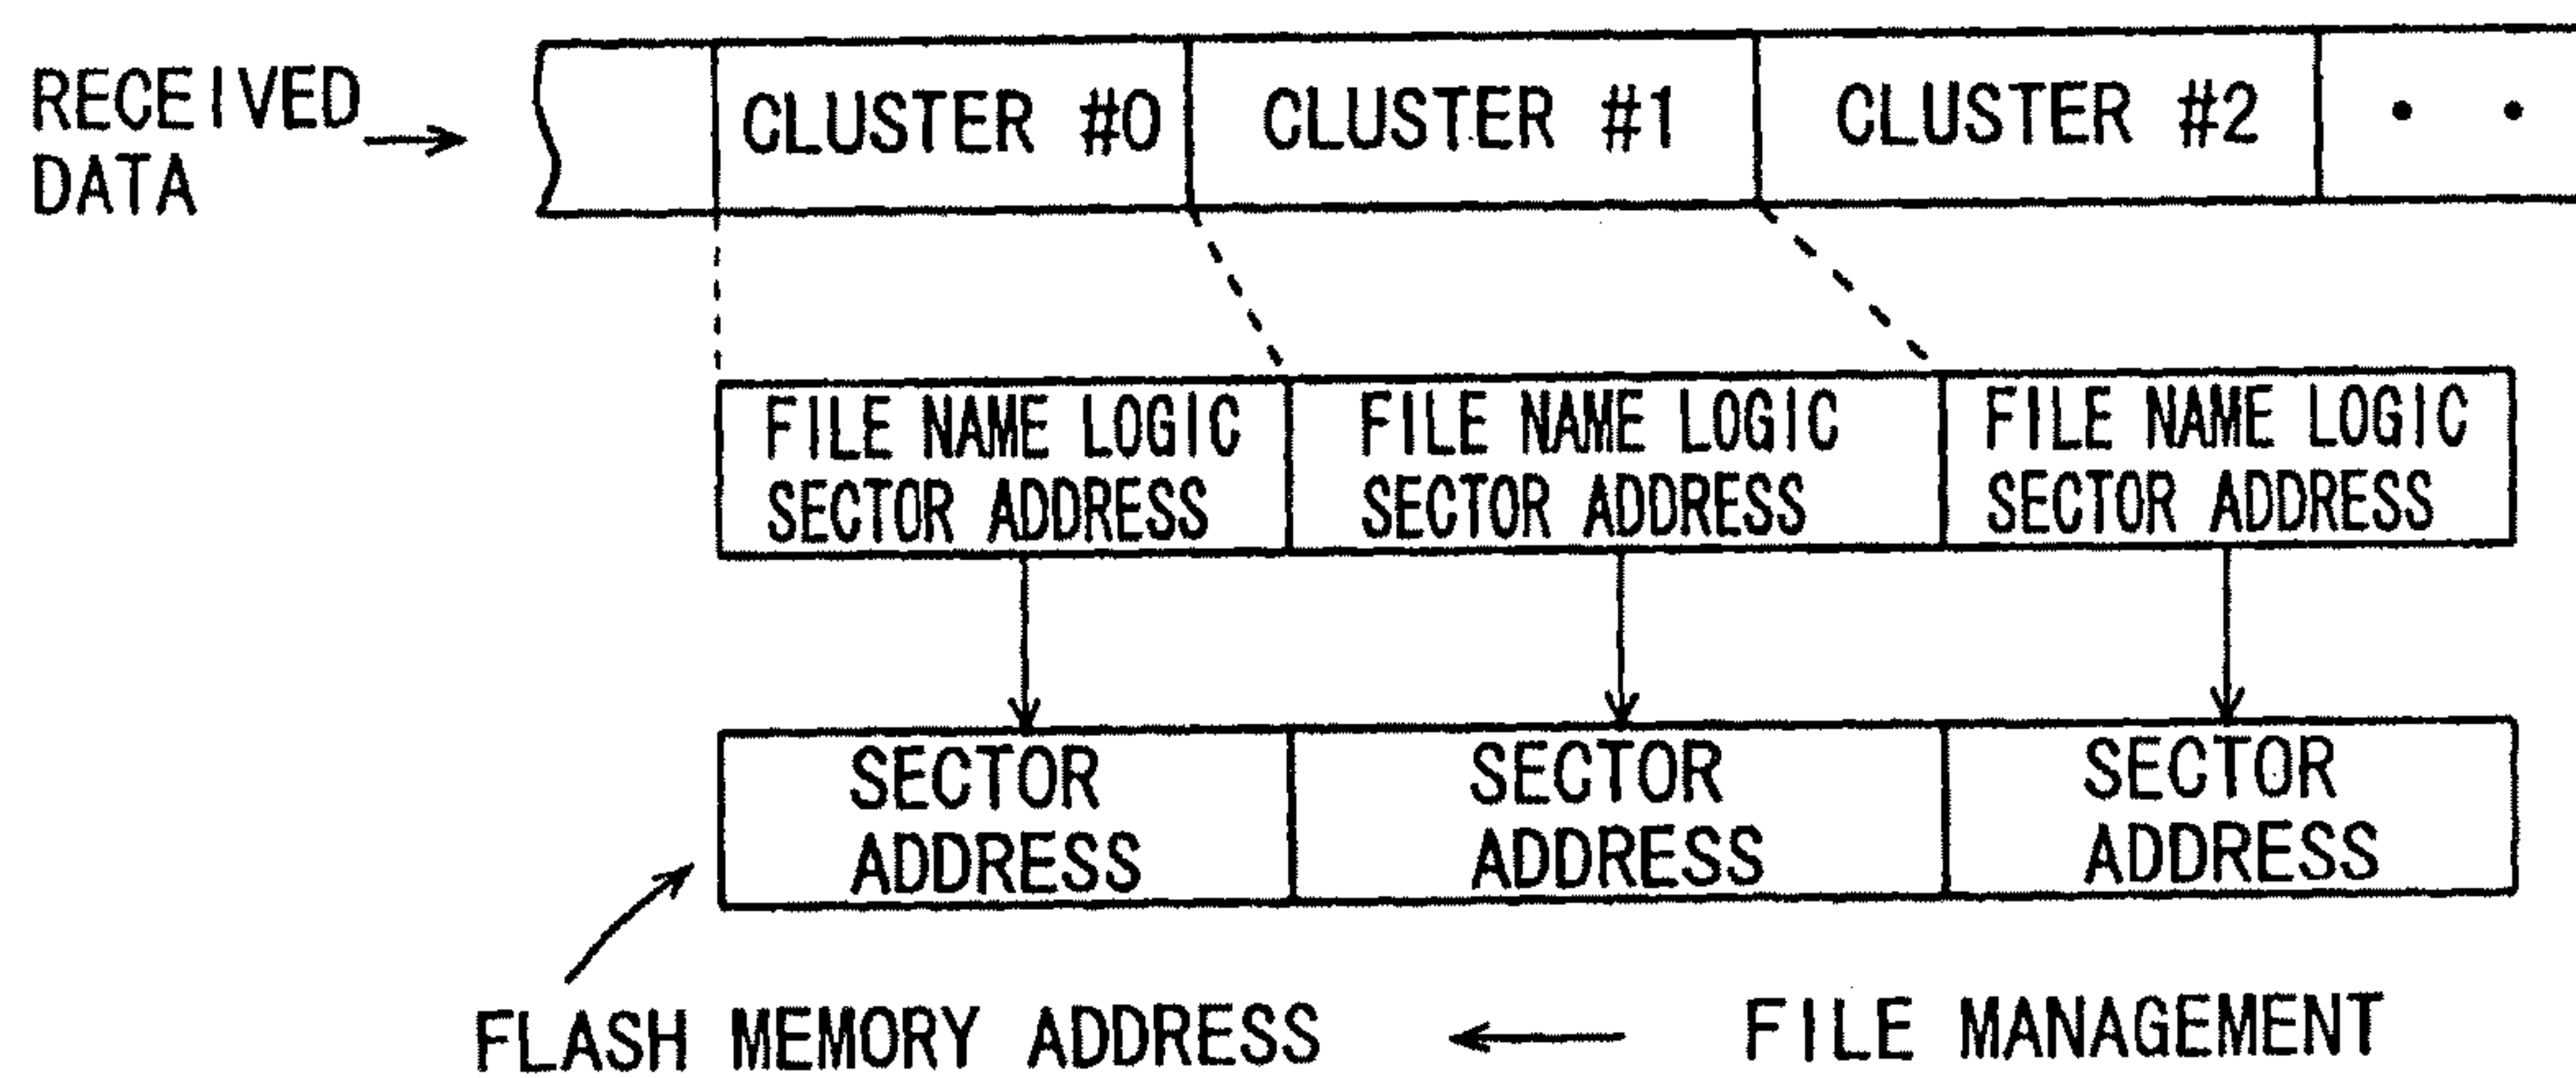 RECEIVED
DATA
CLUSTER #0 CLUSTER #1 CLUSTER #2 • •
FILE NAME LOGIC FILE NAME LOGIC FILE NAME LOGIC
SECTOR ADDRESS SECTOR ADDRESS SECTOR ADDRESS
SECTOR SECTOR SECTOR
ADDRESS ADDRESS ADDRESS
FLASH MEMORY ADDRESS ← FILE MANAGEMENT